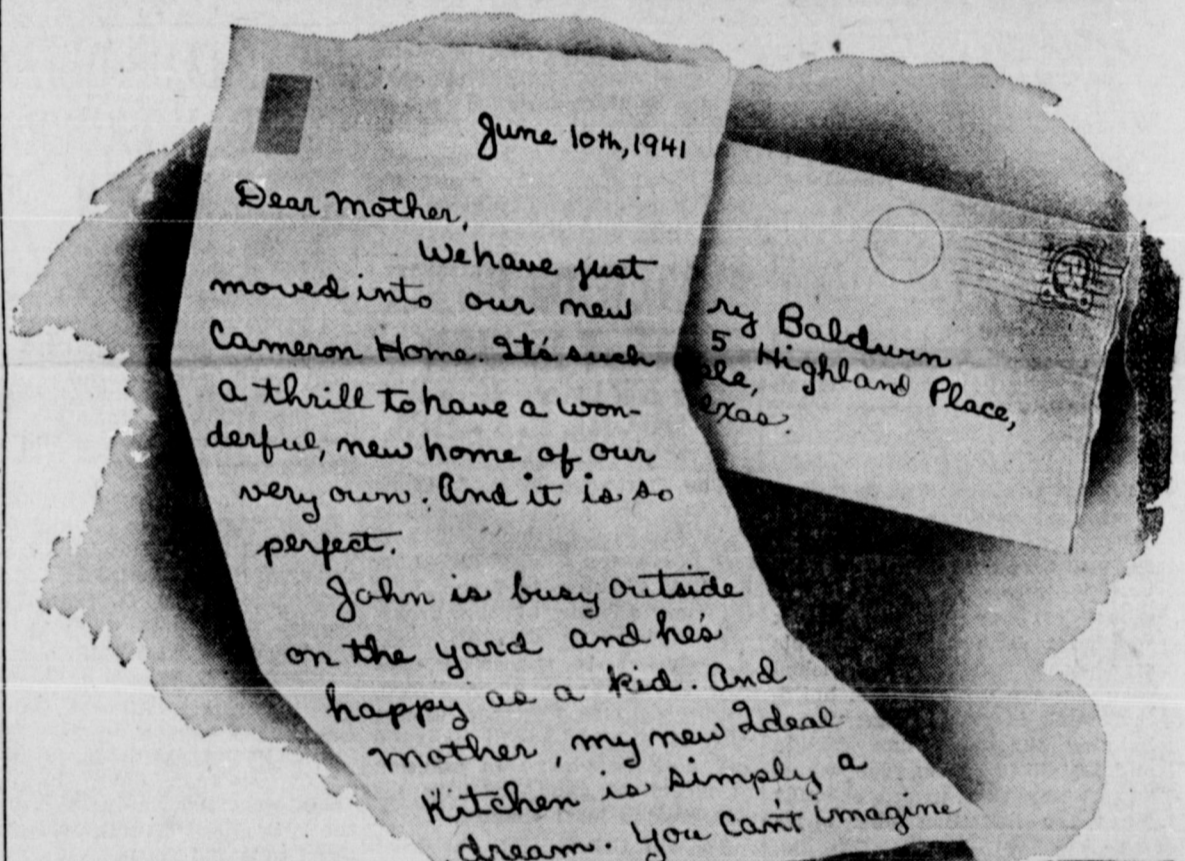 June 10th, 1941
Dear Mother,
We have just
moved into our new
Cameron Home. It's such
a thrill to have a won-
derful, new home of our
very own. And it is so
perfect.
John is busy outside
on the yard and he's
happy as a kid. And
Mother, my new Ideal
Kitchen is simply a
dream. You can't imagine
ry Baldwin
5 Highland Place,
ple,
exas.